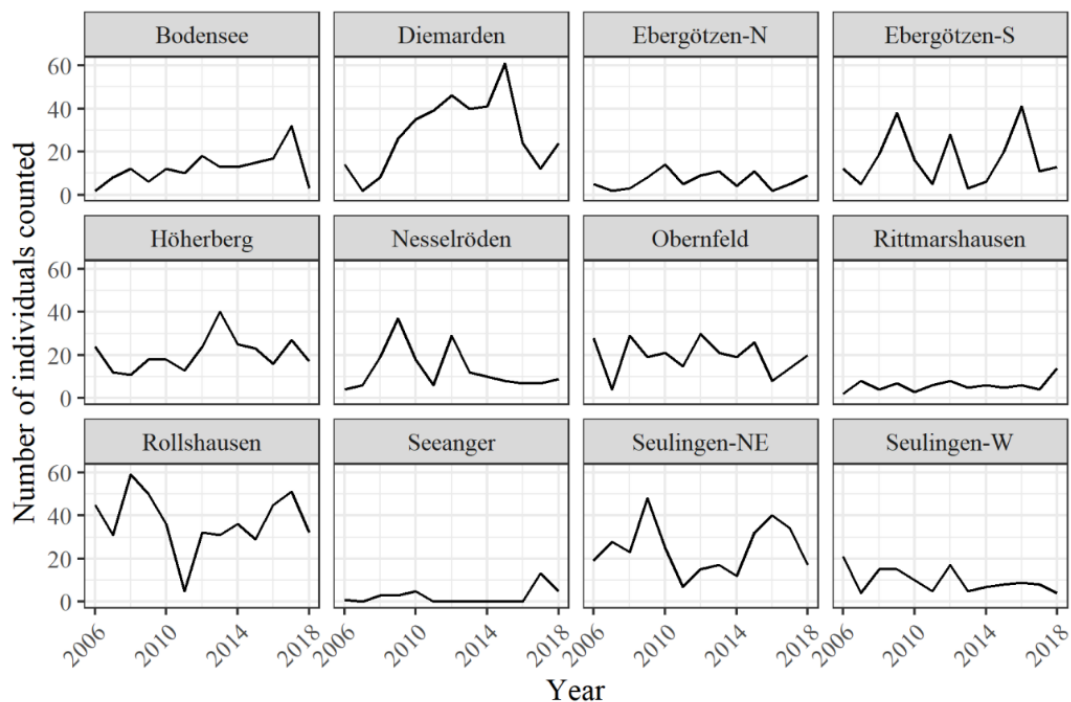 Bodensee Diemarden Ebergötzen-N Ebergötzen-S
60
40
20
0
Höherberg Nesselröden Obernfeld Rittmarshausen
60
40
20
0
Rollshausen Seeanger Seulingen-NE Seulingen-W
60
40
20
0
2006 2010 2014 2018 2006 2010 2014 2018 2006 2010 2014 2018 2006 2010 2014 2018
Year
Number of individuals counted